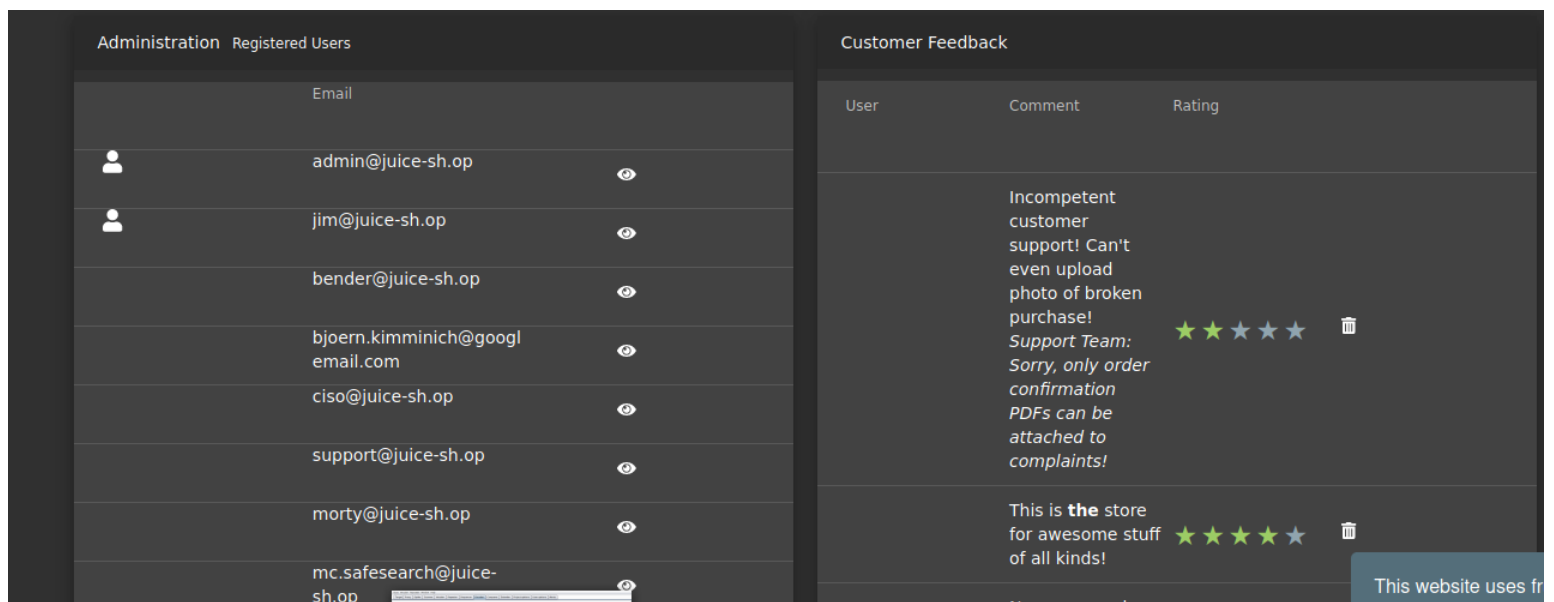 Administration Registered Users
Email
admin@juice-sh.op
jim@juice-sh.op
bender@juice-sh.op
bjoern.kimminich@googl
email.com
ciso@juice-sh.op
support@juice-sh.op
morty@juice-sh.op
mc.safesearch@juice-
sh.op
Customer Feedback
User Comment Rating
Incompetent
customer
support! Can't
even upload
photo of broken
purchase!
Support Team:
Sorry, only order
confirmation
PDFs can be
attached to
complaints!
This is the store
for awesome stuff
of all kinds!
This website uses fr